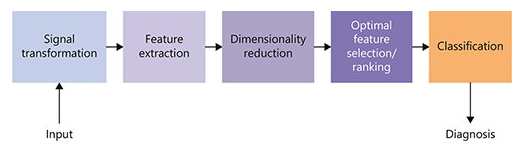 Signal
transformation
Feature
extraction
Dimensionality
reduction
Optimal
feature
selection/
ranking
Classification
Input
Diagnosis